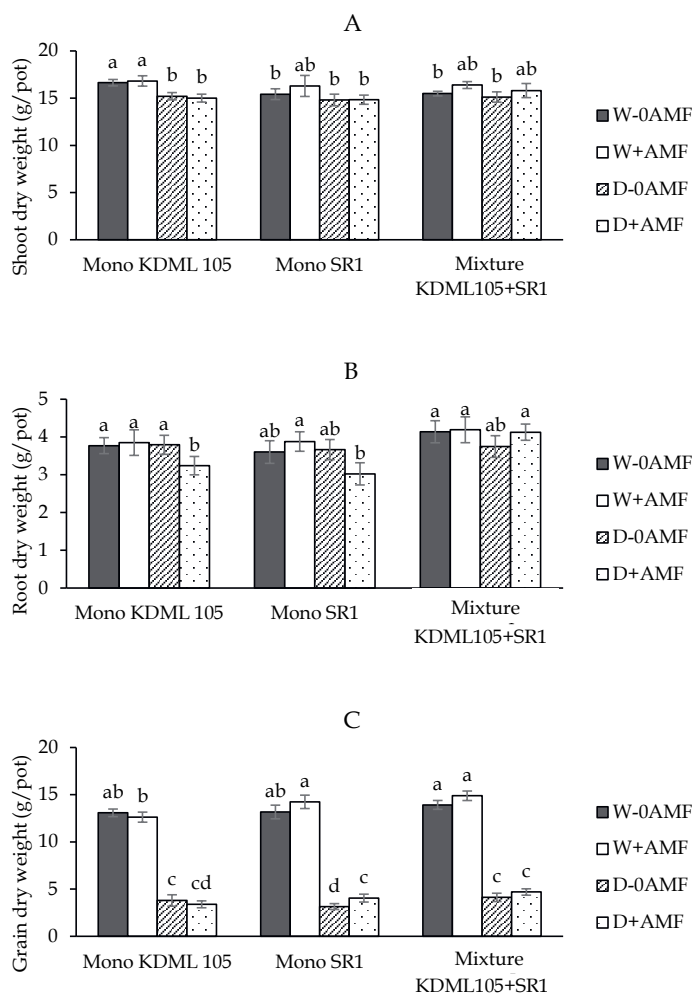 A
Shoot dry weight (g/pot)
20
15
10
5
0
a a b b
b ab b b
b ab b ab
Mono KDML 105
Mono SR1
Mixture
KDML105+SR1
W-0AMF
W+AMF
D-0AMF
D+AMF
B
Root dry weight (g/pot)
5
4
3
2
1
0
a a a b
ab a ab b
a a ab a
Mono KDML 105
Mono SR1
Mixture
KDML105+SR1
W-0AMF
W+AMF
D-0AMF
D+AMF
C
Grain dry weight (g/pot)
20
15
10
5
0
ab b c cd
ab a d c
a a c c
Mono KDML 105
Mono SR1
Mixture
KDML105+SR1
W-0AMF
W+AMF
D-0AMF
D+AMF